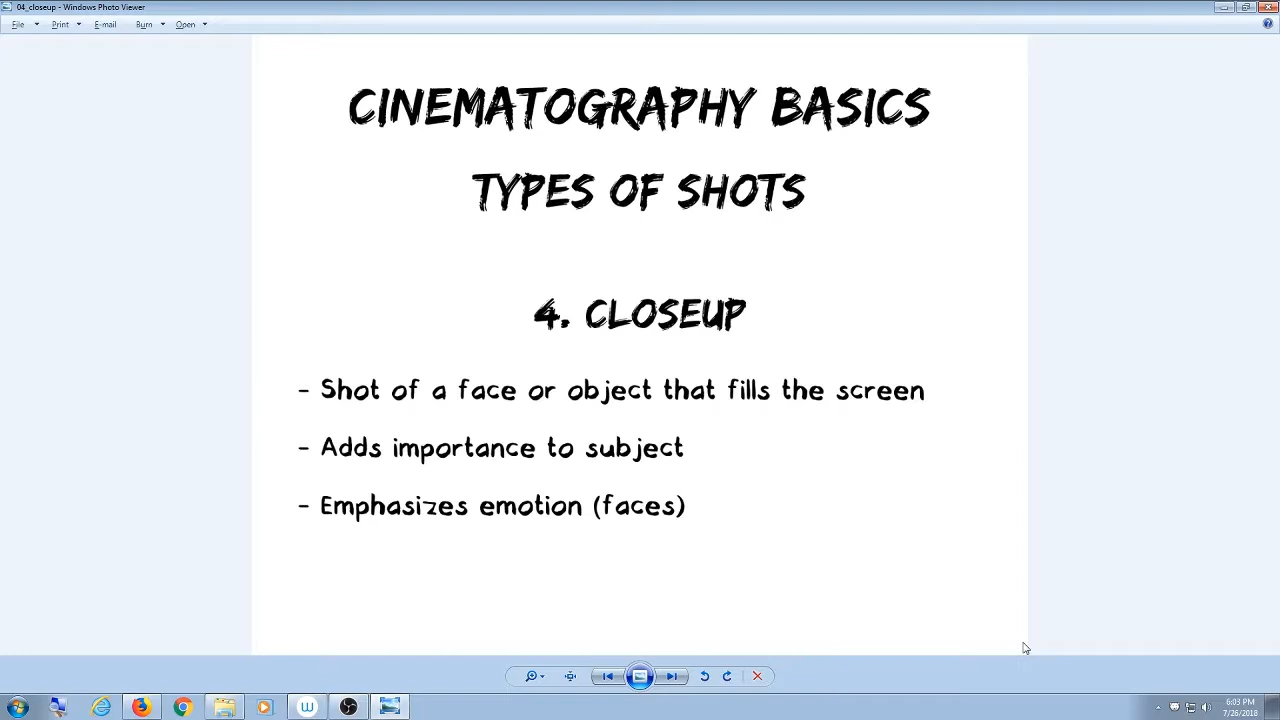 04_closeup - Windows Photo Viewer
File Print E-mail Burn Open
CINEMATOGRAPHY BASICS
TYPES OF SHOTS
4. CLOSEUP
- Shot of a face or object that fills the screen
- Adds importance to subject
- Emphasizes emotion (faces)
6:03 PM
7/26/2018